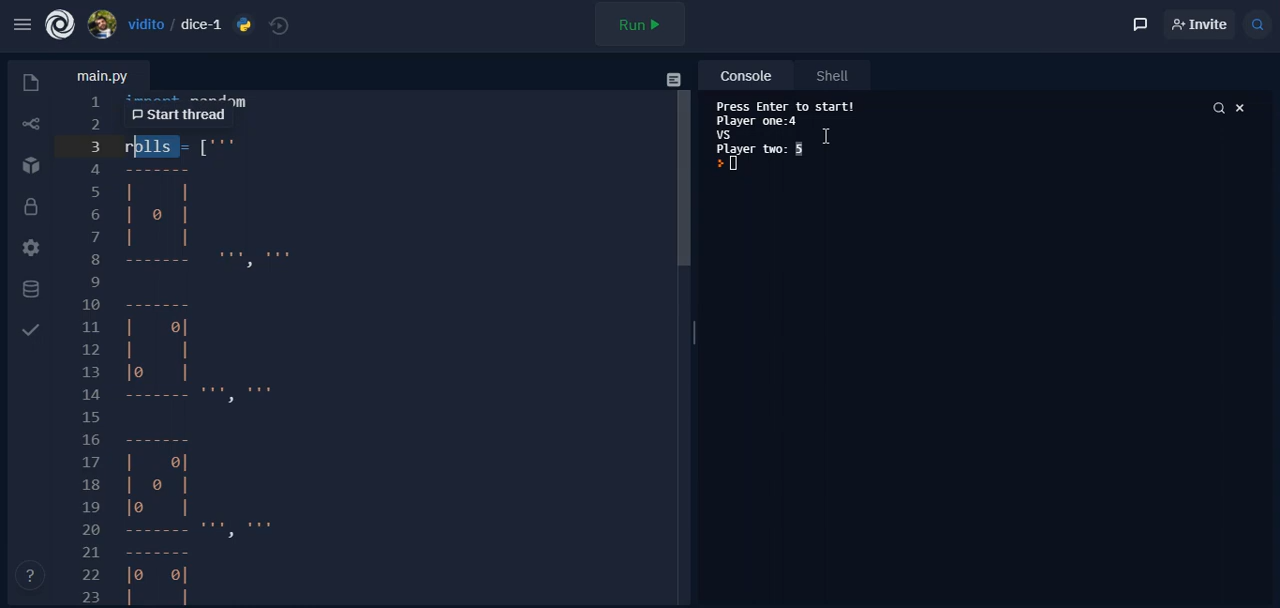 vidito / dice-1
Run
Invite
main.py
Console
Shell
1 import random
Start thread
2
3 rolls = ['''
4 -------
5 |     |
6 |  0  |
7 |     |
8 -------   ''', '''
9
10 -------
11 |    0|
12 |     |
13 |0    |
14 ------- ''', '''
15
16 -------
17 |    0|
18 |  0  |
19 |0    |
20 ------- ''', '''
21 -------
22 |0   0|
23 |     |
?
Press Enter to start!
Player one:4
VS
Player two: 5